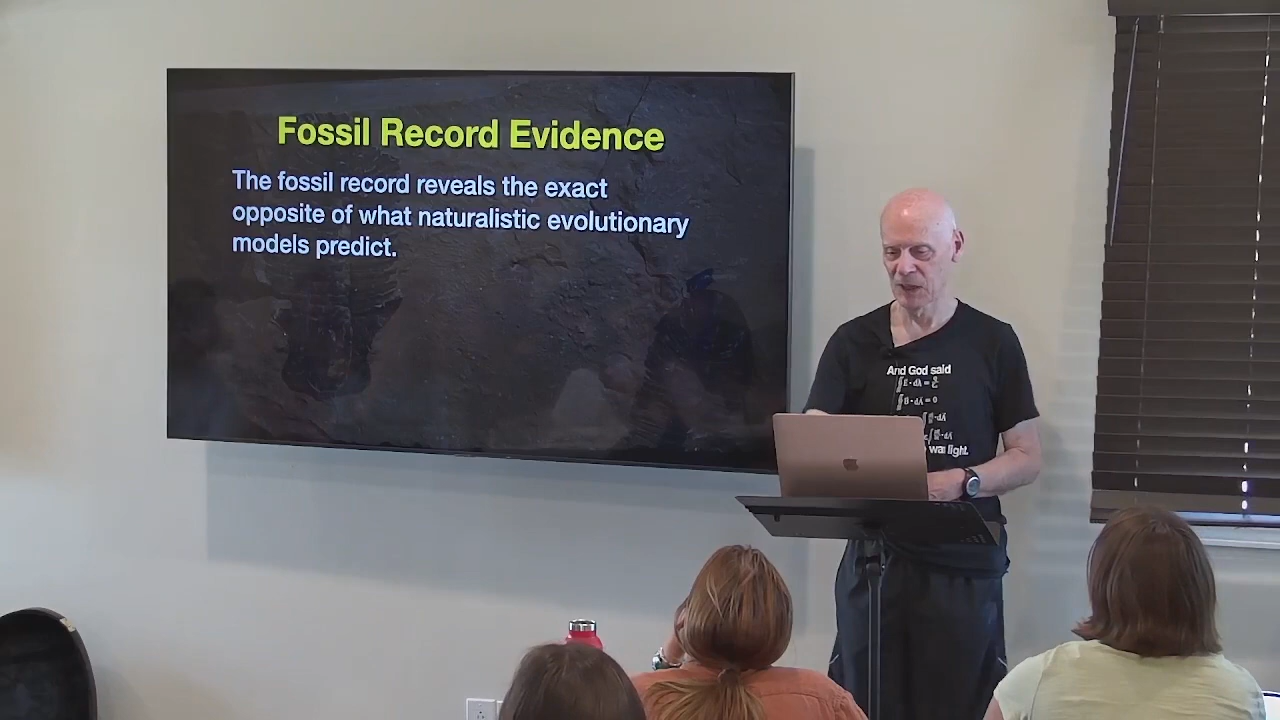 Fossil Record Evidence
The fossil record reveals the exact
opposite of what naturalistic evolutionary
models predict.
And God said
light.